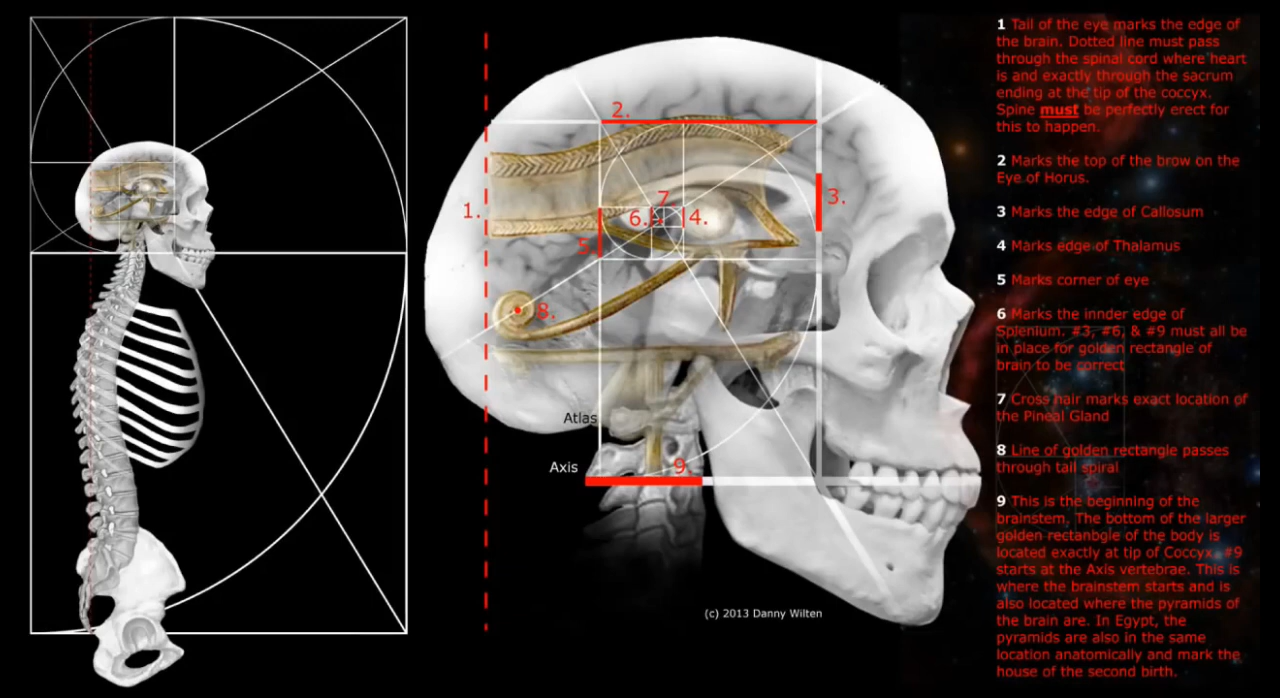 1 Tail of the eye marks the edge of
the brain. Dotted line must pass
through the spinal cord where heart
is and exactly through the sacrum
ending at the tip of the coccyx.
Spine must be perfectly erect for
this to happen.
2 Marks the top of the brow on the
Eye of Horus.
3 Marks the edge of Callosum
4 Marks edge of Thalamus
5 Marks corner of eye
6 Marks the innder edge of
Splenium. #3, #6, & #9 must all be
in place for golden rectangle of
brain to be correct
7 Cross hair marks exact location of
the Pineal Gland
8 Line of golden rectangle passes
through tail spiral
9 This is the beginning of the
brainstem. The bottom of the larger
golden rectanbgle of the body is
located exactly at tip of Coccyx. #9
starts at the Axis vertebrae. This is
where the brainstem starts and is
also located where the pyramids of
the brain are. In Egypt, the
pyramids are also in the same
location anatomically and mark the
house of the second birth.
2.
1.
7
3.
6.
4.
5.
8.
Atlas
Axis
9.
(c) 2013 Danny Wilten